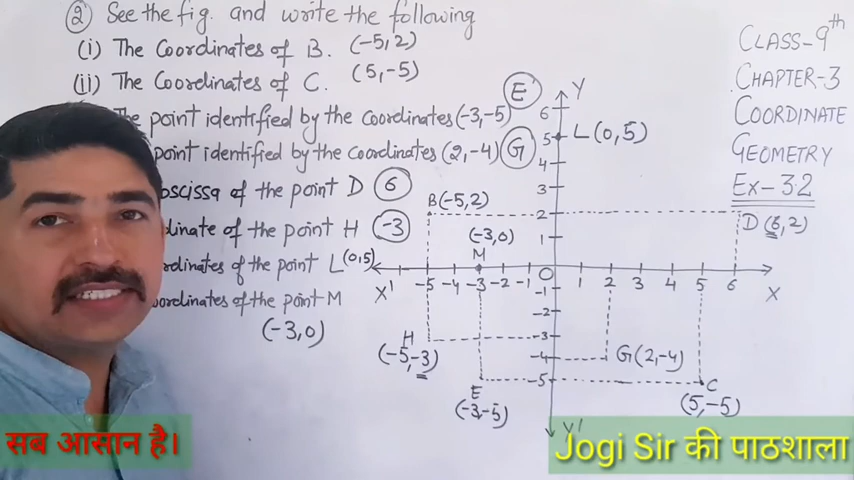 ② See the fig. and write the following
(i) The Coordinates of B. (-5,2)
(ii) The Coordinates of C. (5,-5)
The point identified by the coordinates (-3,-5) E
point identified by the coordinates (2,-4) G
abscissa of the point D 6
dinate of the point H -3
rdinates of the point L (0,5)
oordinates of the point M
(-3,0)
CLASS-9th
CHAPTER-3
COORDINATE
GEOMETRY
Ex-3.2
Y
6
5 L(0,5)
4
3
B(-5,2) 2 D(6,2)
1
(-3,0)
M
X' -5 -4 -3 -2 -1 O 1 2 3 4 5 6 X
-1
-2
H -3
(-5,-3) -4 G(2,-4)
-5 C
E (5,-5)
(-3,-5)
Y'
सब आसान है।
Jogi Sir की पाठशाला